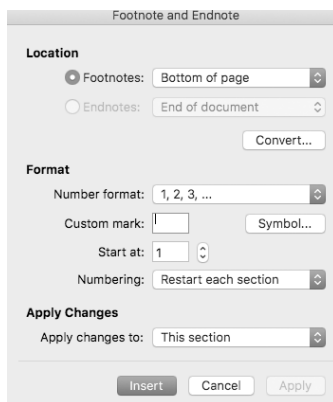 Footnote and Endnote
Location
Footnotes: Bottom of page
Endnotes: End of document
Convert...
Format
Number format: 1, 2, 3, ...
Custom mark: Symbol...
Start at: 1
Numbering: Restart each section
Apply Changes
Apply changes to: This section
Insert Cancel Apply